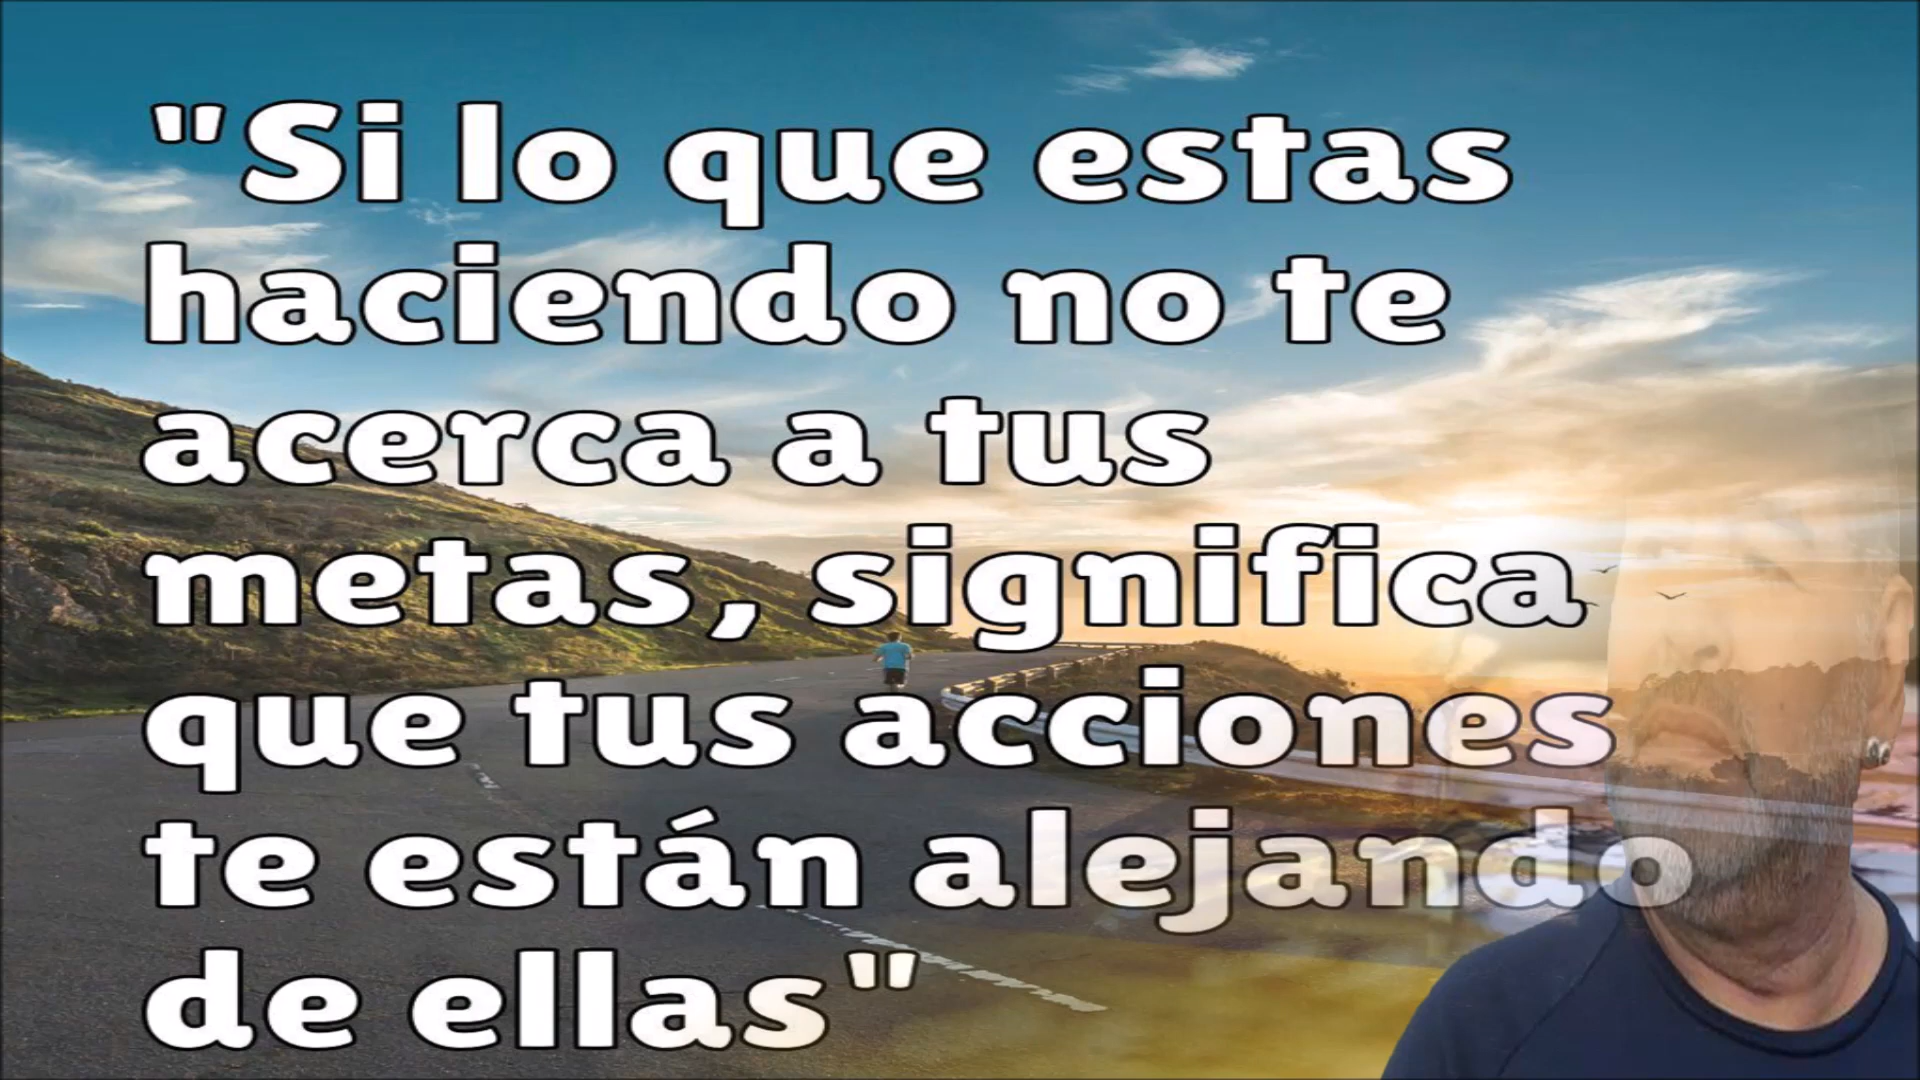 "Si lo que estas
haciendo no te
acerca a tus
metas, significa
que tus acciones
te están alejando
de ellas"